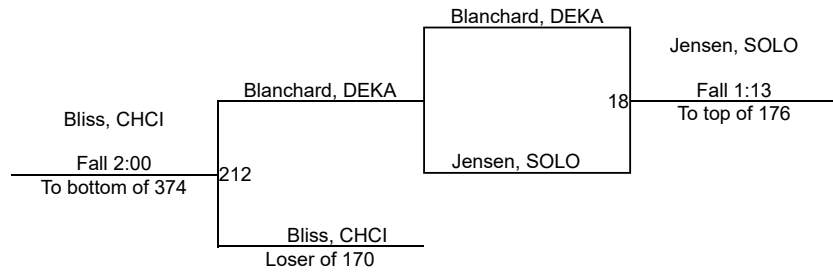 Blanchard, DEKA
Jensen, SOLO
Blanchard, DEKA
18
Fall 1:13
To top of 176
Bliss, CHCI
Jensen, SOLO
Fall 2:00
212
To bottom of 374
Bliss, CHCI
Loser of 170